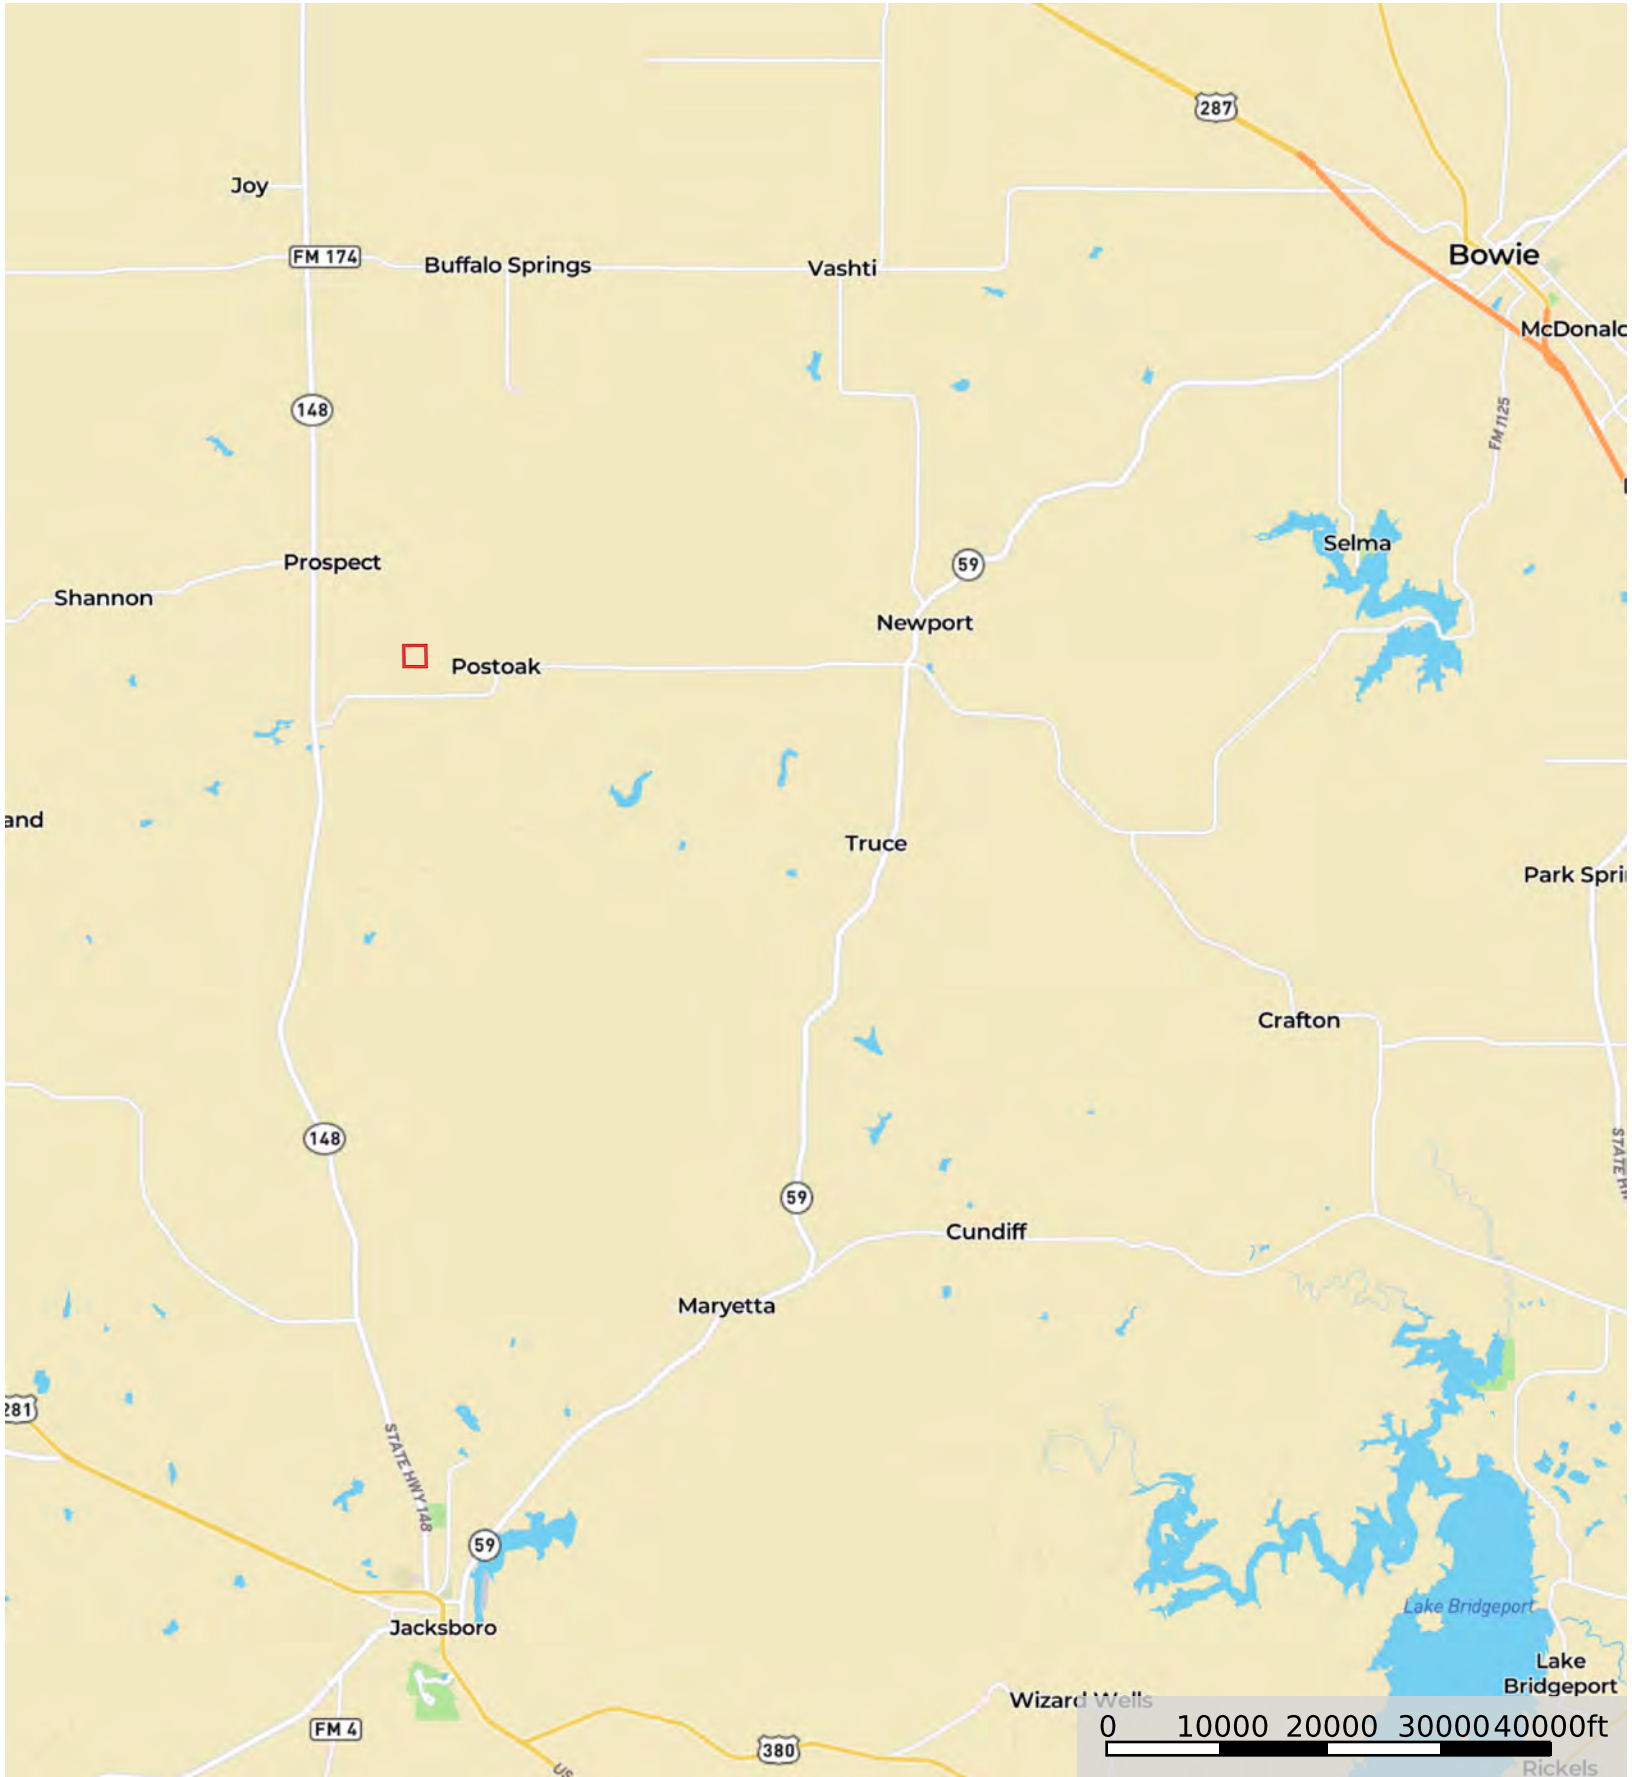 287
Joy
FM 174
Buffalo Springs
Vashti
Bowie
McDonald
148
FM 1125
Prospect
Selma
59
Shannon
Newport
Postoak
and
Truce
Park Spri
Crafton
148
STATE H
59
Cundiff
Maryetta
281
STATE HWY 148
59
Lake Bridgeport
Jacksboro
Lake
Bridgeport
Wizard Wells
FM 4
0 10000 20000 30000 40000ft
380
US
Rickels